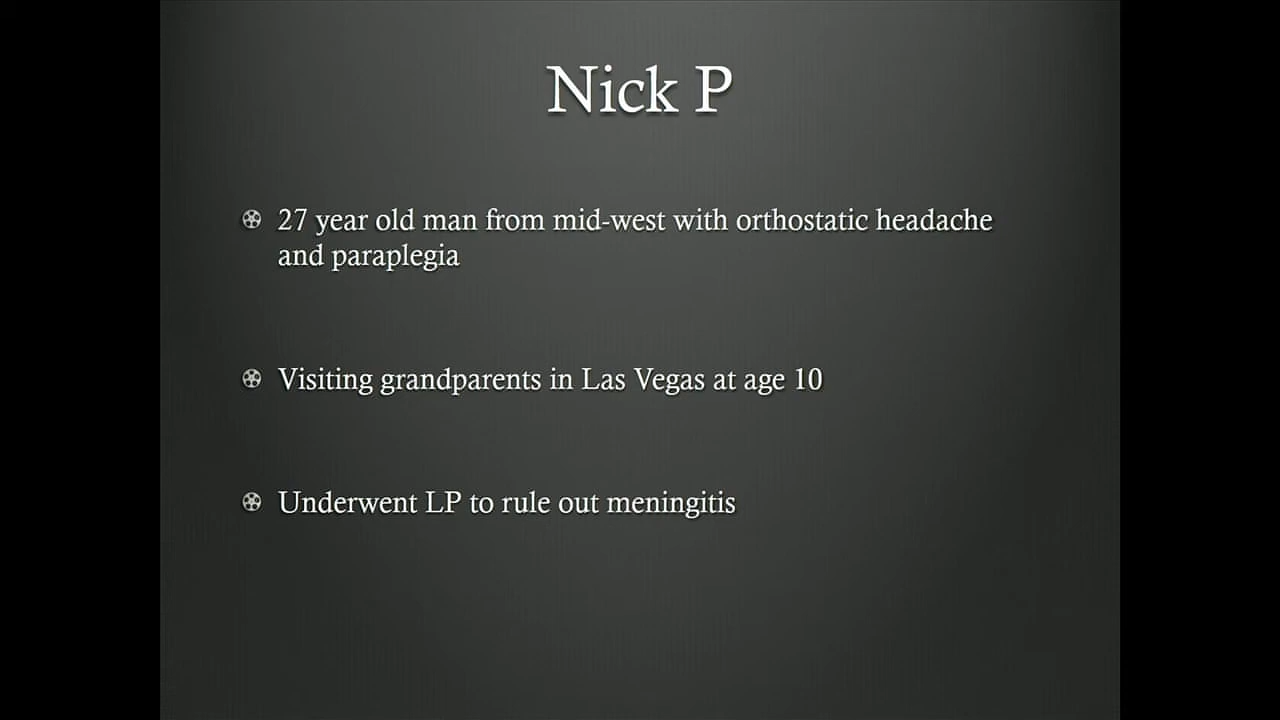 Nick P
27 year old man from mid-west with orthostatic headache
and paraplegia
Visiting grandparents in Las Vegas at age 10
Underwent LP to rule out meningitis